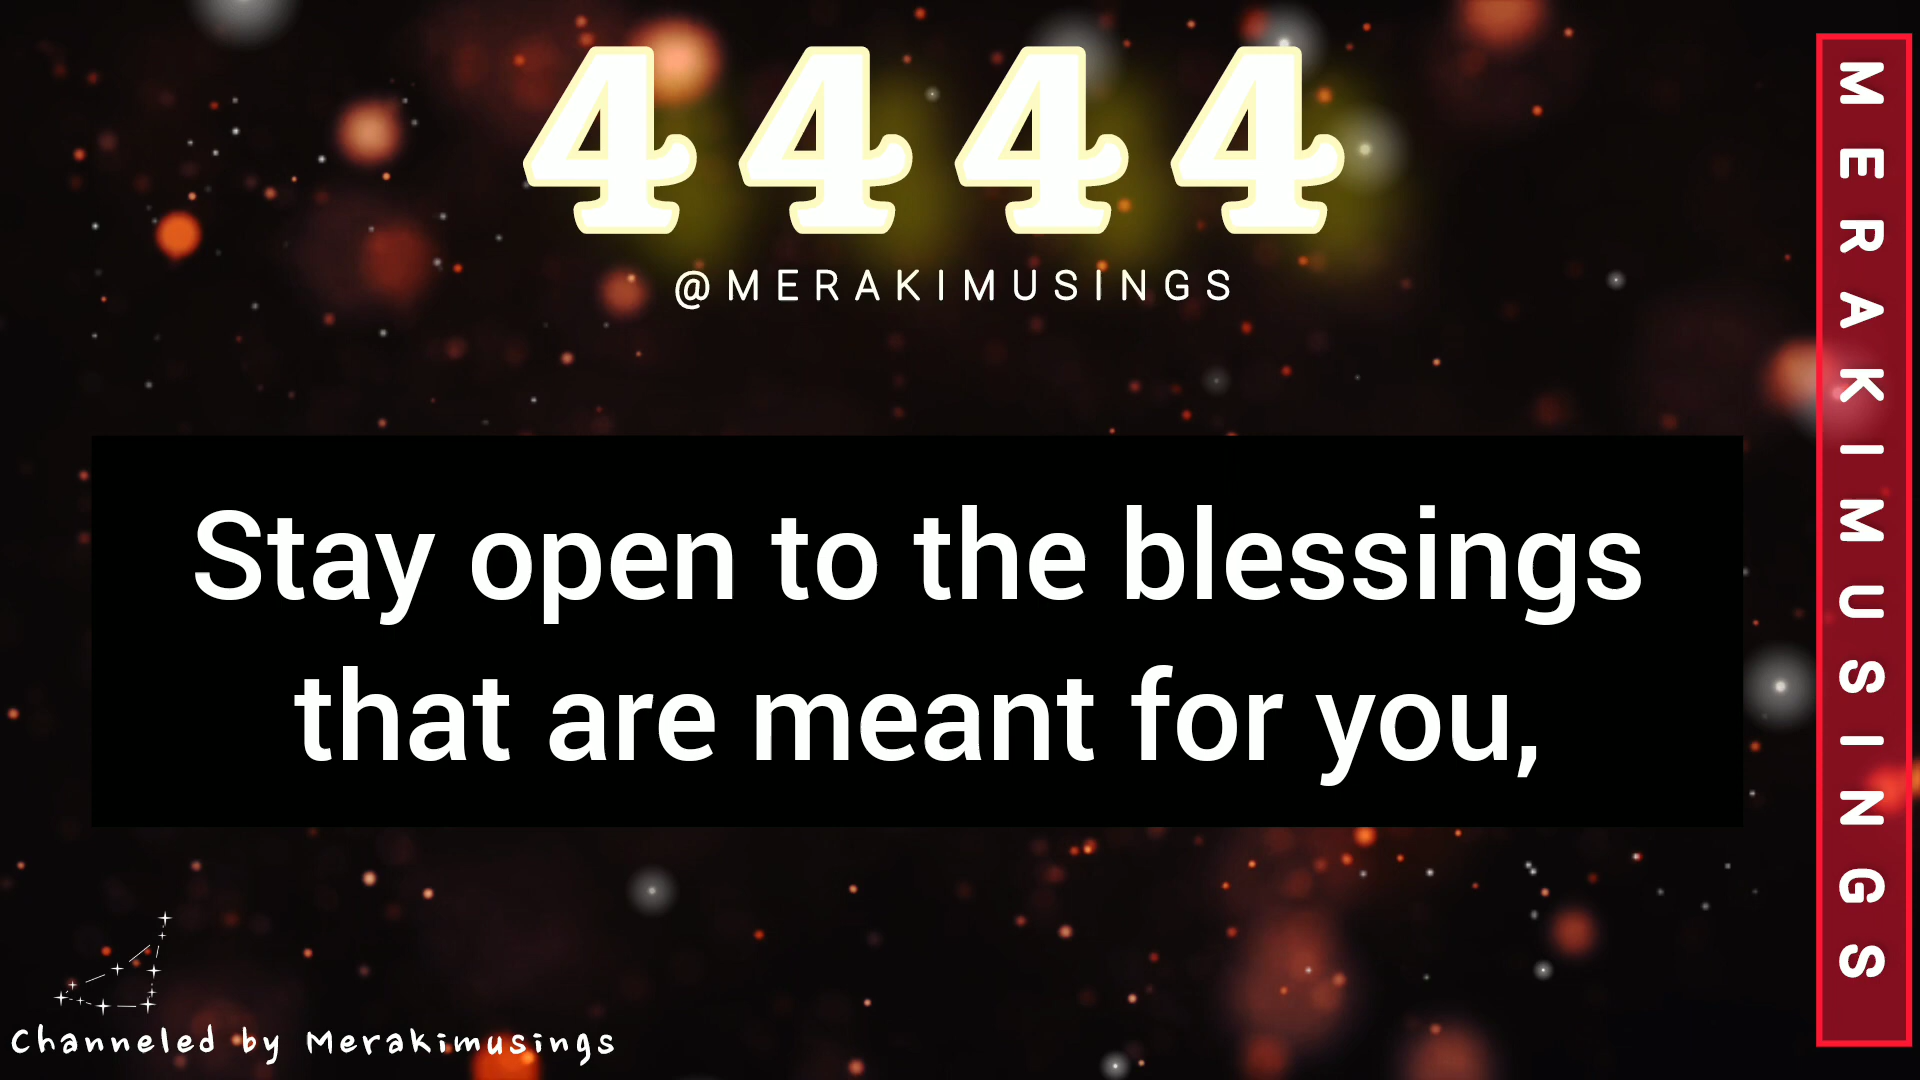 4444
@MERAKIMUSINGS
Stay open to the blessings
that are meant for you,
Channeled by Merakimusings
MERAKIMUSINGS